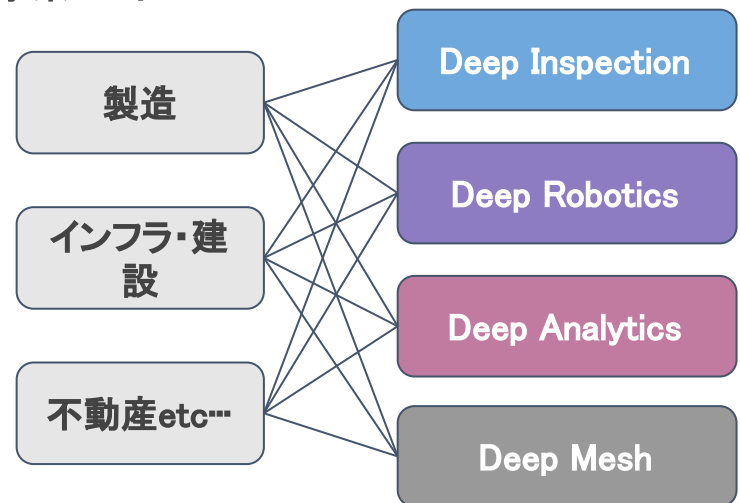 製造
インフラ・建
設
不動産etc…
Deep Inspection
Deep Robotics
Deep Analytics
Deep Mesh